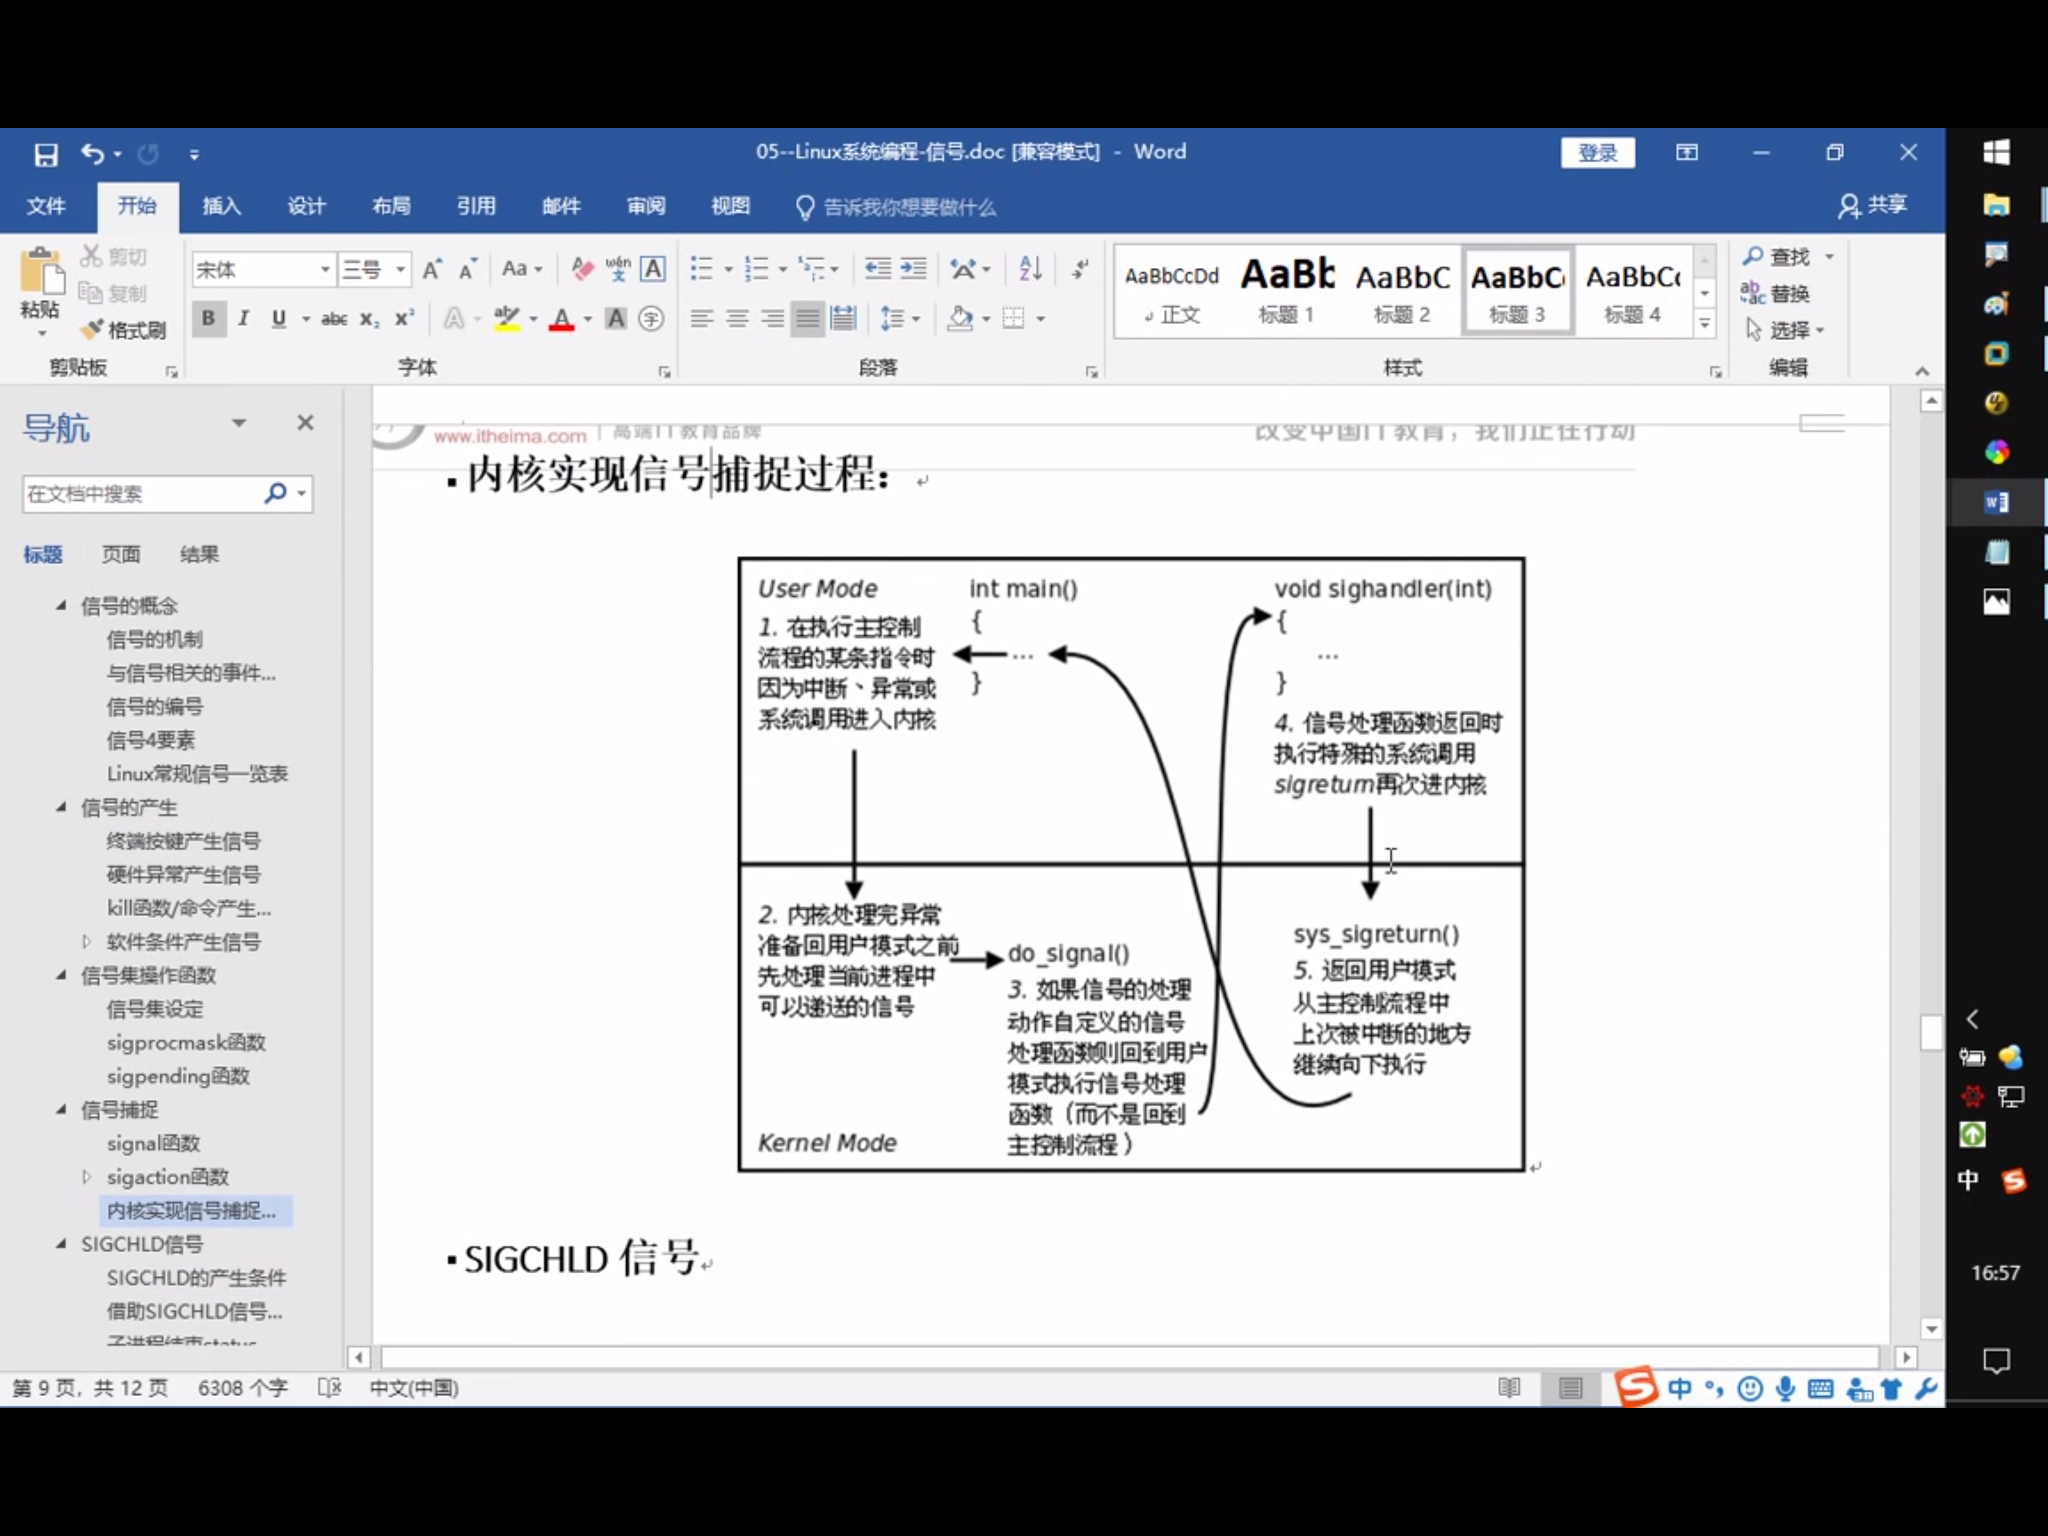 05--Linux系统编程-信号.doc [兼容模式] - Word
登录
文件 开始 插入 设计 布局 引用 邮件 审阅 视图 告诉我你想要做什么 共享
粘贴 剪切
复制
格式刷
剪贴板
宋体 三号
字体
段落
AaBbCcDd 正文
AaBb 标题 1
AaBbC 标题 2
AaBbC 标题 3
AaBbCc 标题 4
样式
查找
替换
选择
编辑
导航
在文档中搜索
标题 页面 结果
信号的概念
信号的机制
与信号相关的事件...
信号的编号
信号4要素
Linux常规信号一览表
信号的产生
终端按键产生信号
硬件异常产生信号
kill函数/命令产生...
软件条件产生信号
信号集操作函数
信号集设定
sigprocmask函数
sigpending函数
信号捕捉
signal函数
sigaction函数
内核实现信号捕捉...
SIGCHLD信号
SIGCHLD的产生条件
借助SIGCHLD信号...
子进程结束status
www.itheima.com 高端IT教育品牌 改变中国IT教育，我们正在行动
内核实现信号捕捉过程：
User Mode
1. 在执行主控制
流程的某条指令时
因为中断、异常或
系统调用进入内核
int main()
{
...
}
void sighandler(int)
{
...
}
4. 信号处理函数返回时
执行特殊的系统调用
sigreturn再次进内核
2. 内核处理完异常
准备回用户模式之前
先处理当前进程中
可以递送的信号
do_signal()
3. 如果信号的处理
动作自定义的信号
处理函数则回到用户
模式执行信号处理
函数（而不是回到
主控制流程）
sys_sigreturn()
5. 返回用户模式
从主控制流程中
上次被中断的地方
继续向下执行
Kernel Mode
SIGCHLD 信号
第 9 页，共 12 页 6308 个字 中文(中国)
中
中
16:57